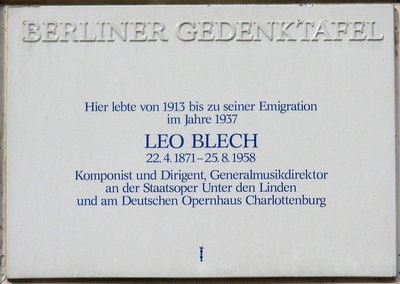 BERLINER GEDENKTAFEL
Hier lebte von 1913 bis zu seiner Emigration
im Jahre 1937
LEO BLECH
22. 4. 1871 – 25. 8. 1958
Komponist und Dirigent, Generalmusikdirektor
an der Staatsoper Unter den Linden
und am Deutschen Opernhaus Charlottenburg